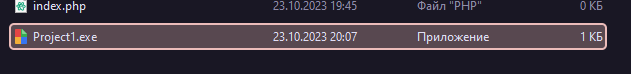 index.php 23.10.2023 19:45 Файл "PHP" 0 КБ
Project1.exe 23.10.2023 20:07 Приложение 1 КБ